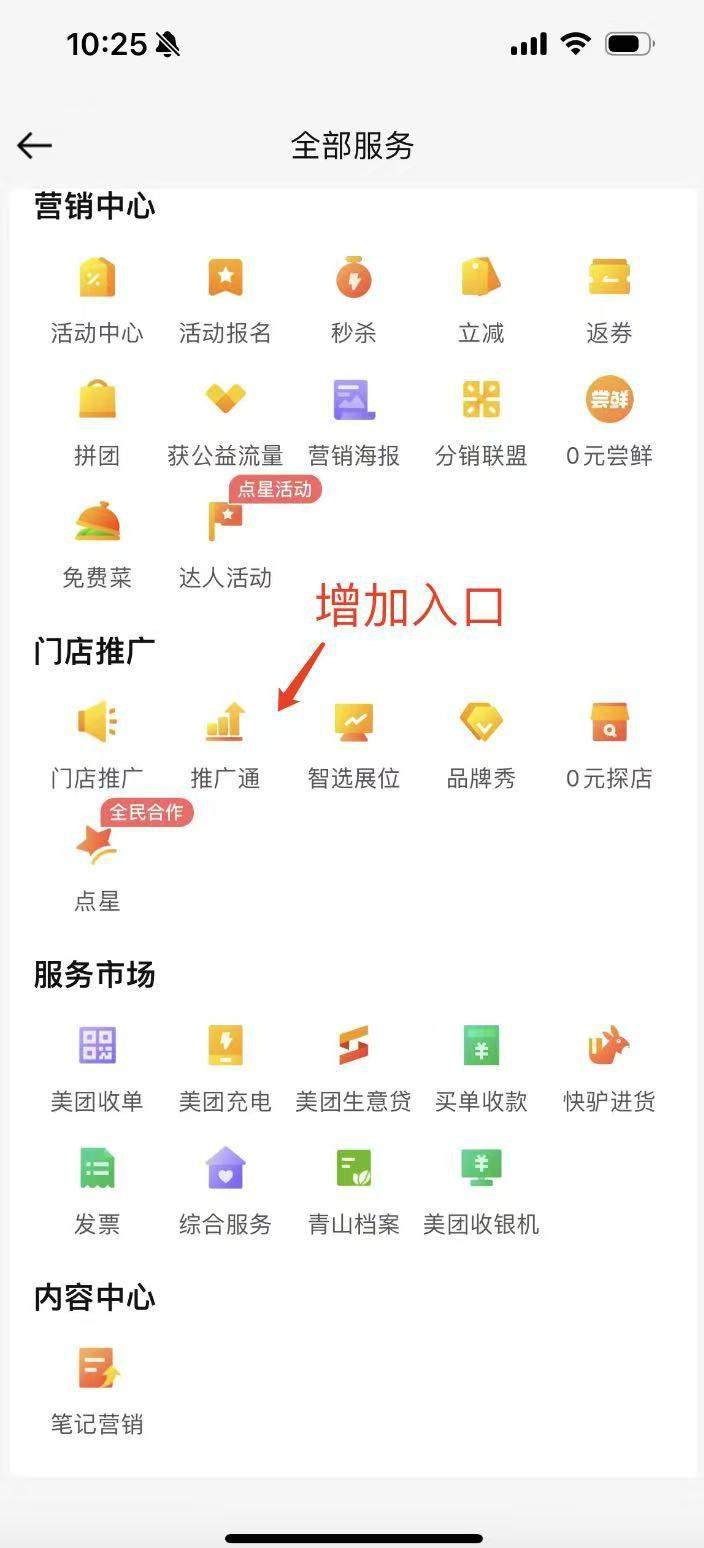 10:25
全部服务
营销中心
活动中心 活动报名 秒杀 立减 返券
尝鲜
拼团 获公益流量 营销海报 分销联盟 0元尝鲜
点星活动
免费菜 达人活动
增加入口
门店推广
门店推广 推广通 智选展位 品牌秀 0元探店
全民合作
点星
服务市场
美团收单 美团充电 美团生意贷 买单收款 快驴进货
发票 综合服务 青山档案 美团收银机
内容中心
笔记营销